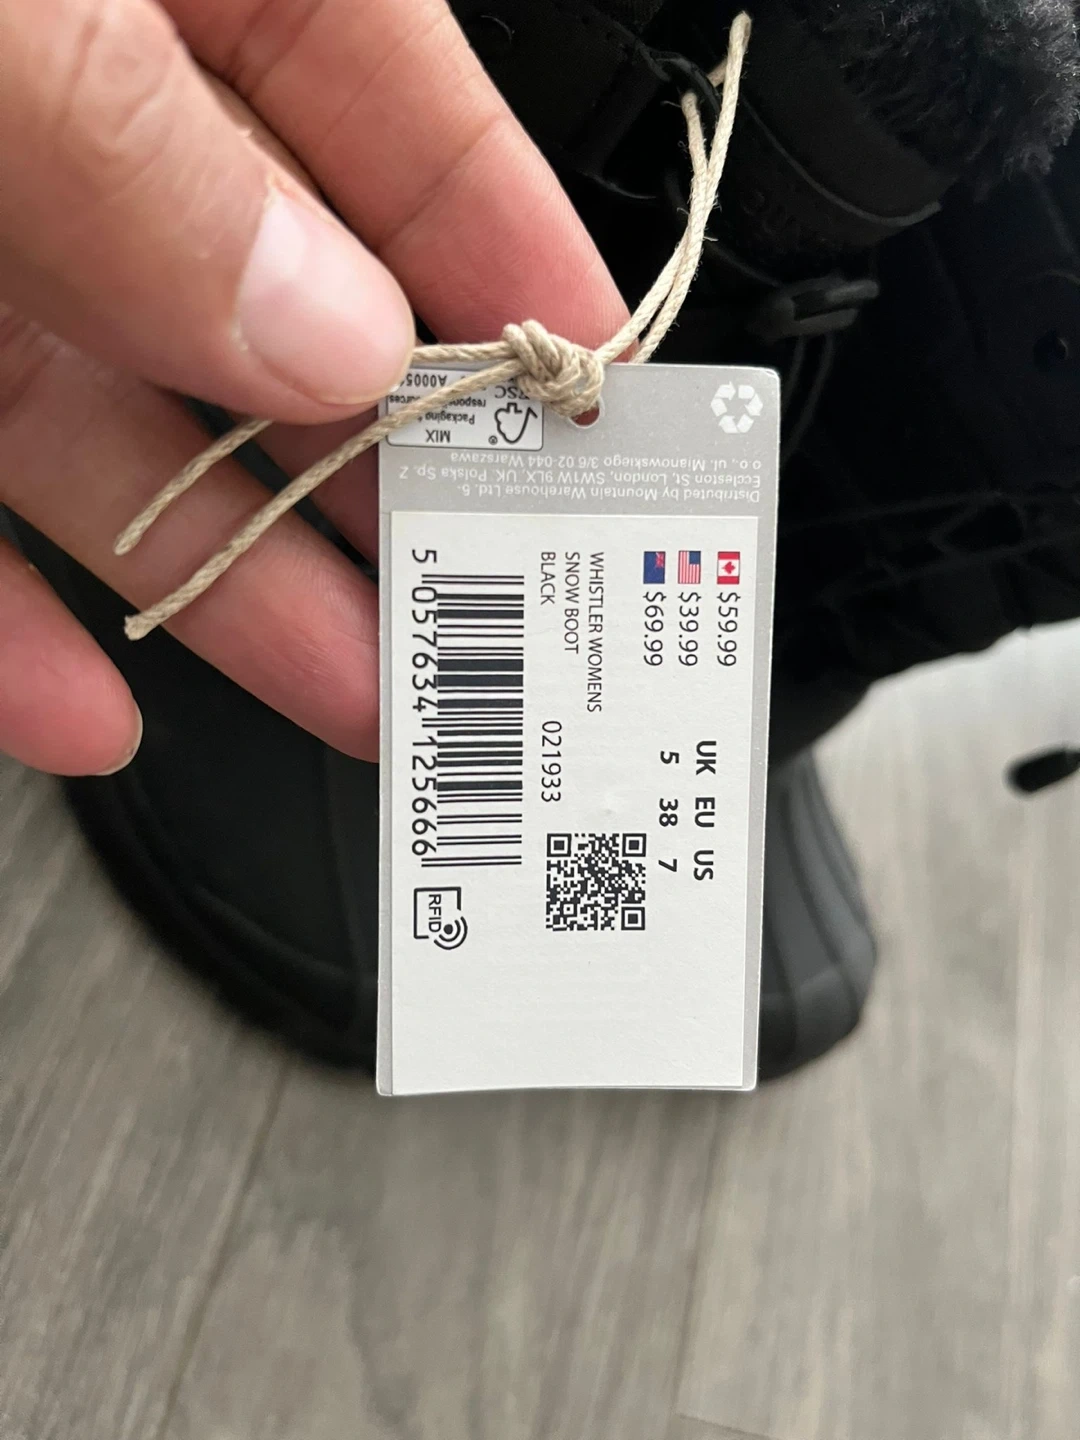 $59.99
$39.99
$69.99
UK EU US
5 38 7
WHISTLER WOMENS
SNOW BOOT
BLACK
021933
5 057634 125666
RFID
Distributed by Mountain Warehouse Ltd. 5-
Eccleston St, London, SW1W 9LX, UK. Polska Sp. Z
o.o., ul. Mianowskiego 3/6 02-044 Warszawa
MIX
Packaging
FSC